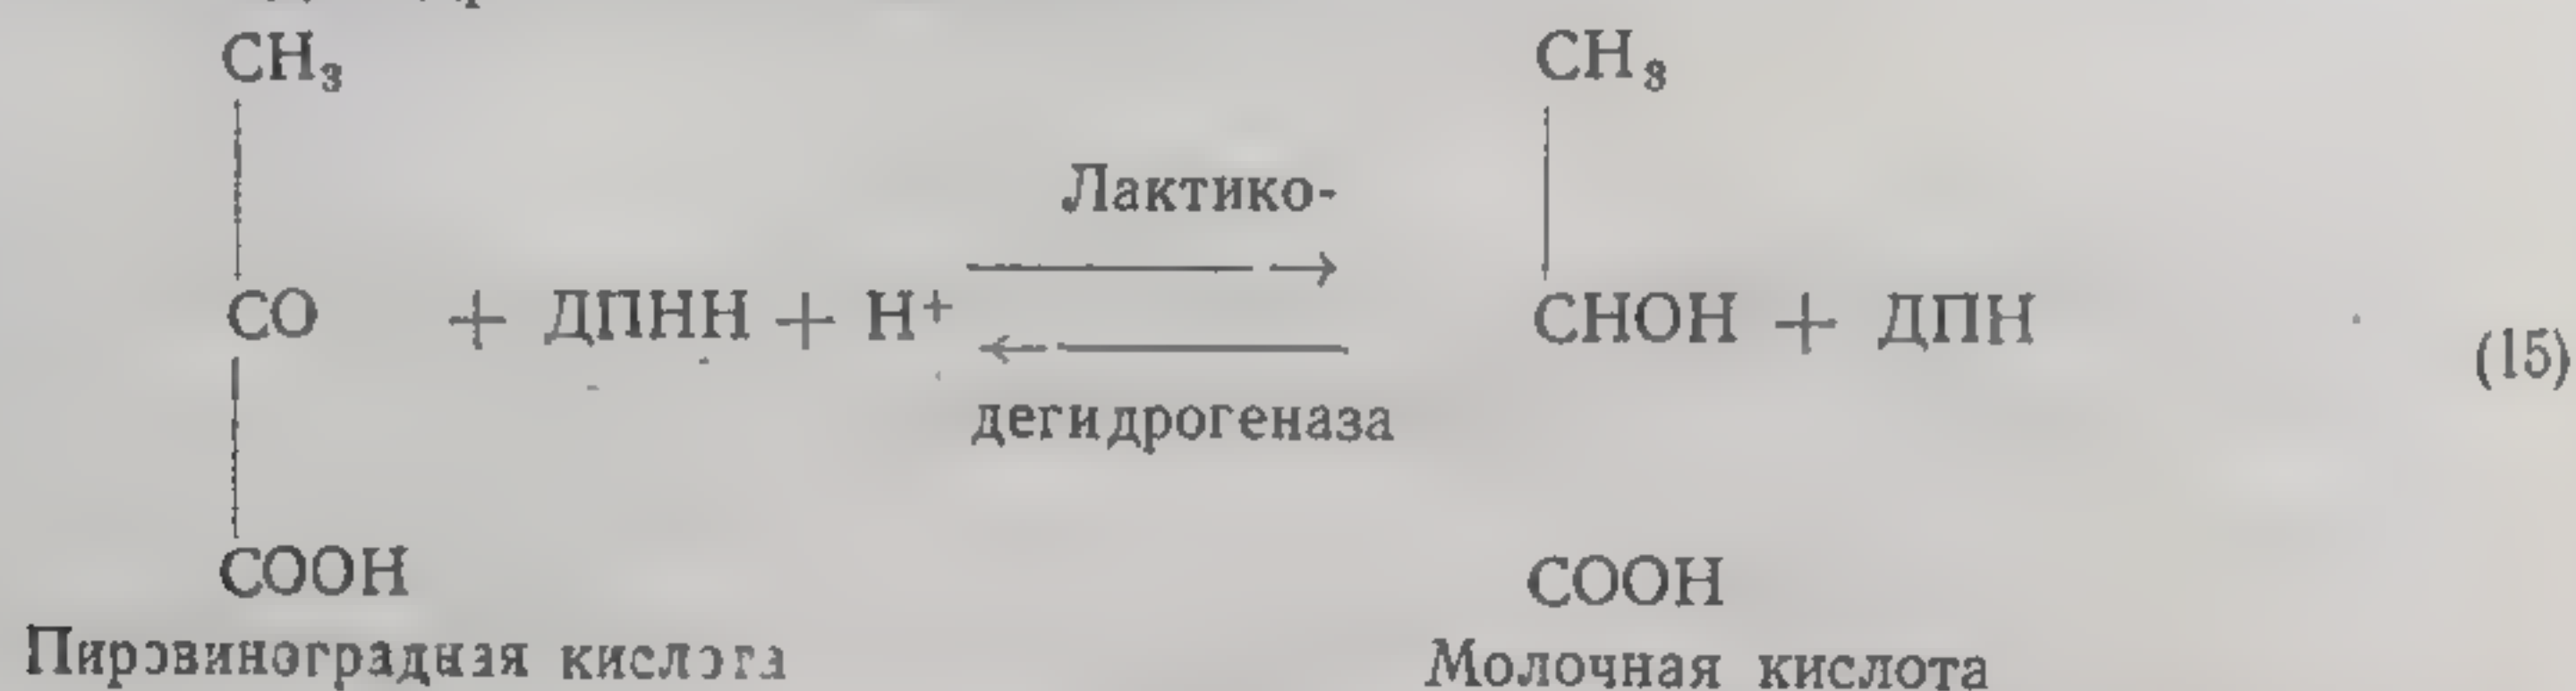 CH₃ CH₃
Лактико-
CO + ДПНН + H⁺ CHOH + ДПН (15)
дегидрогеназа
COOH COOH
Пировиноградная кислота Молочная кислота